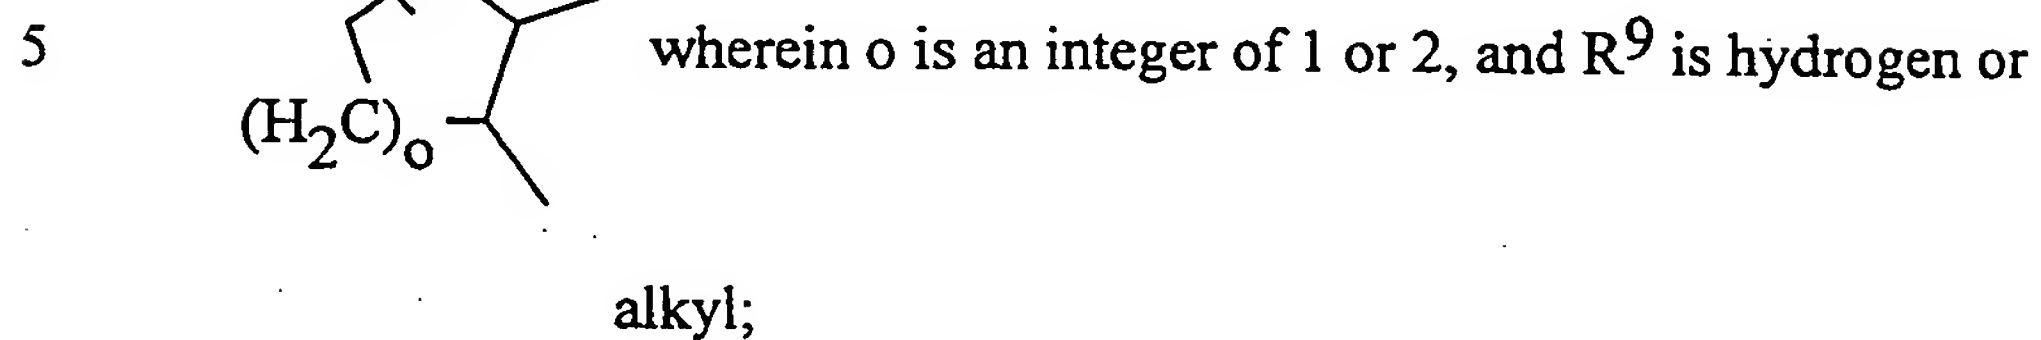 5 wherein o is an integer of 1 or 2, and R9 is hydrogen or
(H2C)o
alkyl;